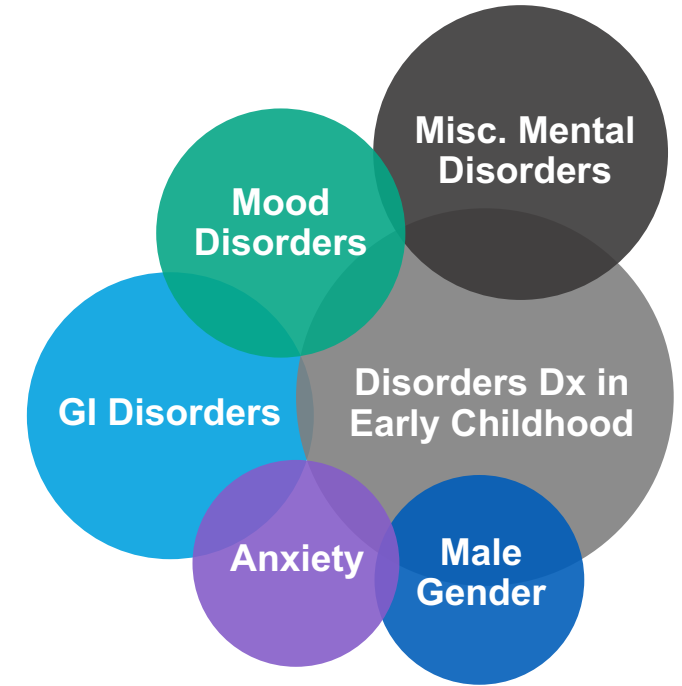 Misc. Mental
Disorders
Mood
Disorders
Disorders Dx in
Early Childhood
GI Disorders
Anxiety
Male
Gender